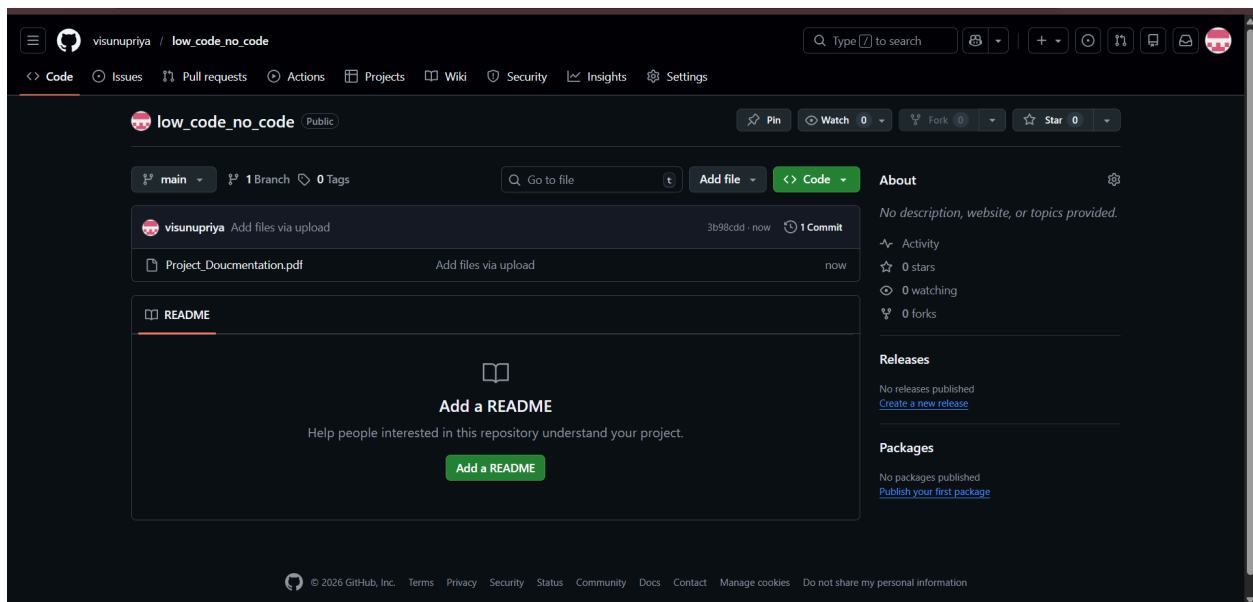 visunupriya / low_code_no_code Type / to search
Code Issues Pull requests Actions Projects Wiki Security Insights Settings
low_code_no_code Public Pin Watch 0 Fork 0 Star 0
main 1 Branch 0 Tags Go to file t Add file Code
visunupriya Add files via upload 3b98cdd · now 1 Commit
Project_Doucmentation.pdf Add files via upload now
README
Add a README
Help people interested in this repository understand your project.
Add a README
About
No description, website, or topics provided.
Activity
0 stars
0 watching
0 forks
Releases
No releases published
Create a new release
Packages
No packages published
Publish your first package
© 2026 GitHub, Inc. Terms Privacy Security Status Community Docs Contact Manage cookies Do not share my personal information